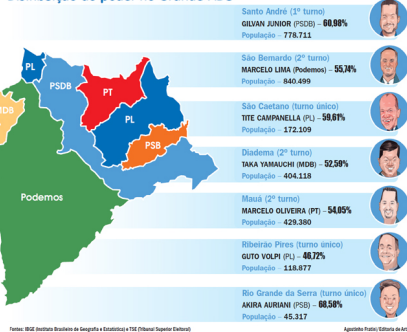 Santo André (1º turno)
GILVAN JUNIOR (PSDB) – 60,98%
População – 778.711
São Bernardo (2º turno)
MARCELO LIMA (Podemos) – 55,74%
População – 840.499
São Caetano (turno único)
TITE CAMPANELLA (PL) – 59,61%
População – 172.109
Diadema (2º turno)
TAKA YAMAUCHI (MDB) – 52,59%
População – 404.118
Mauá (2º turno)
MARCELO OLIVEIRA (PT) – 54,05%
População – 429.380
Ribeirão Pires (turno único)
GUTO VOLPI (PL) – 46,72%
População – 118.877
Rio Grande da Serra (turno único)
AKIRA AURIANI (PSB) – 68,58%
População – 45.317
PL
PSDB
PT
MDB
PL
PSB
Podemos
Fontes: IBGE (Instituto Brasileiro de Geografia e Estatística) e TSE (Tribunal Superior Eleitoral)